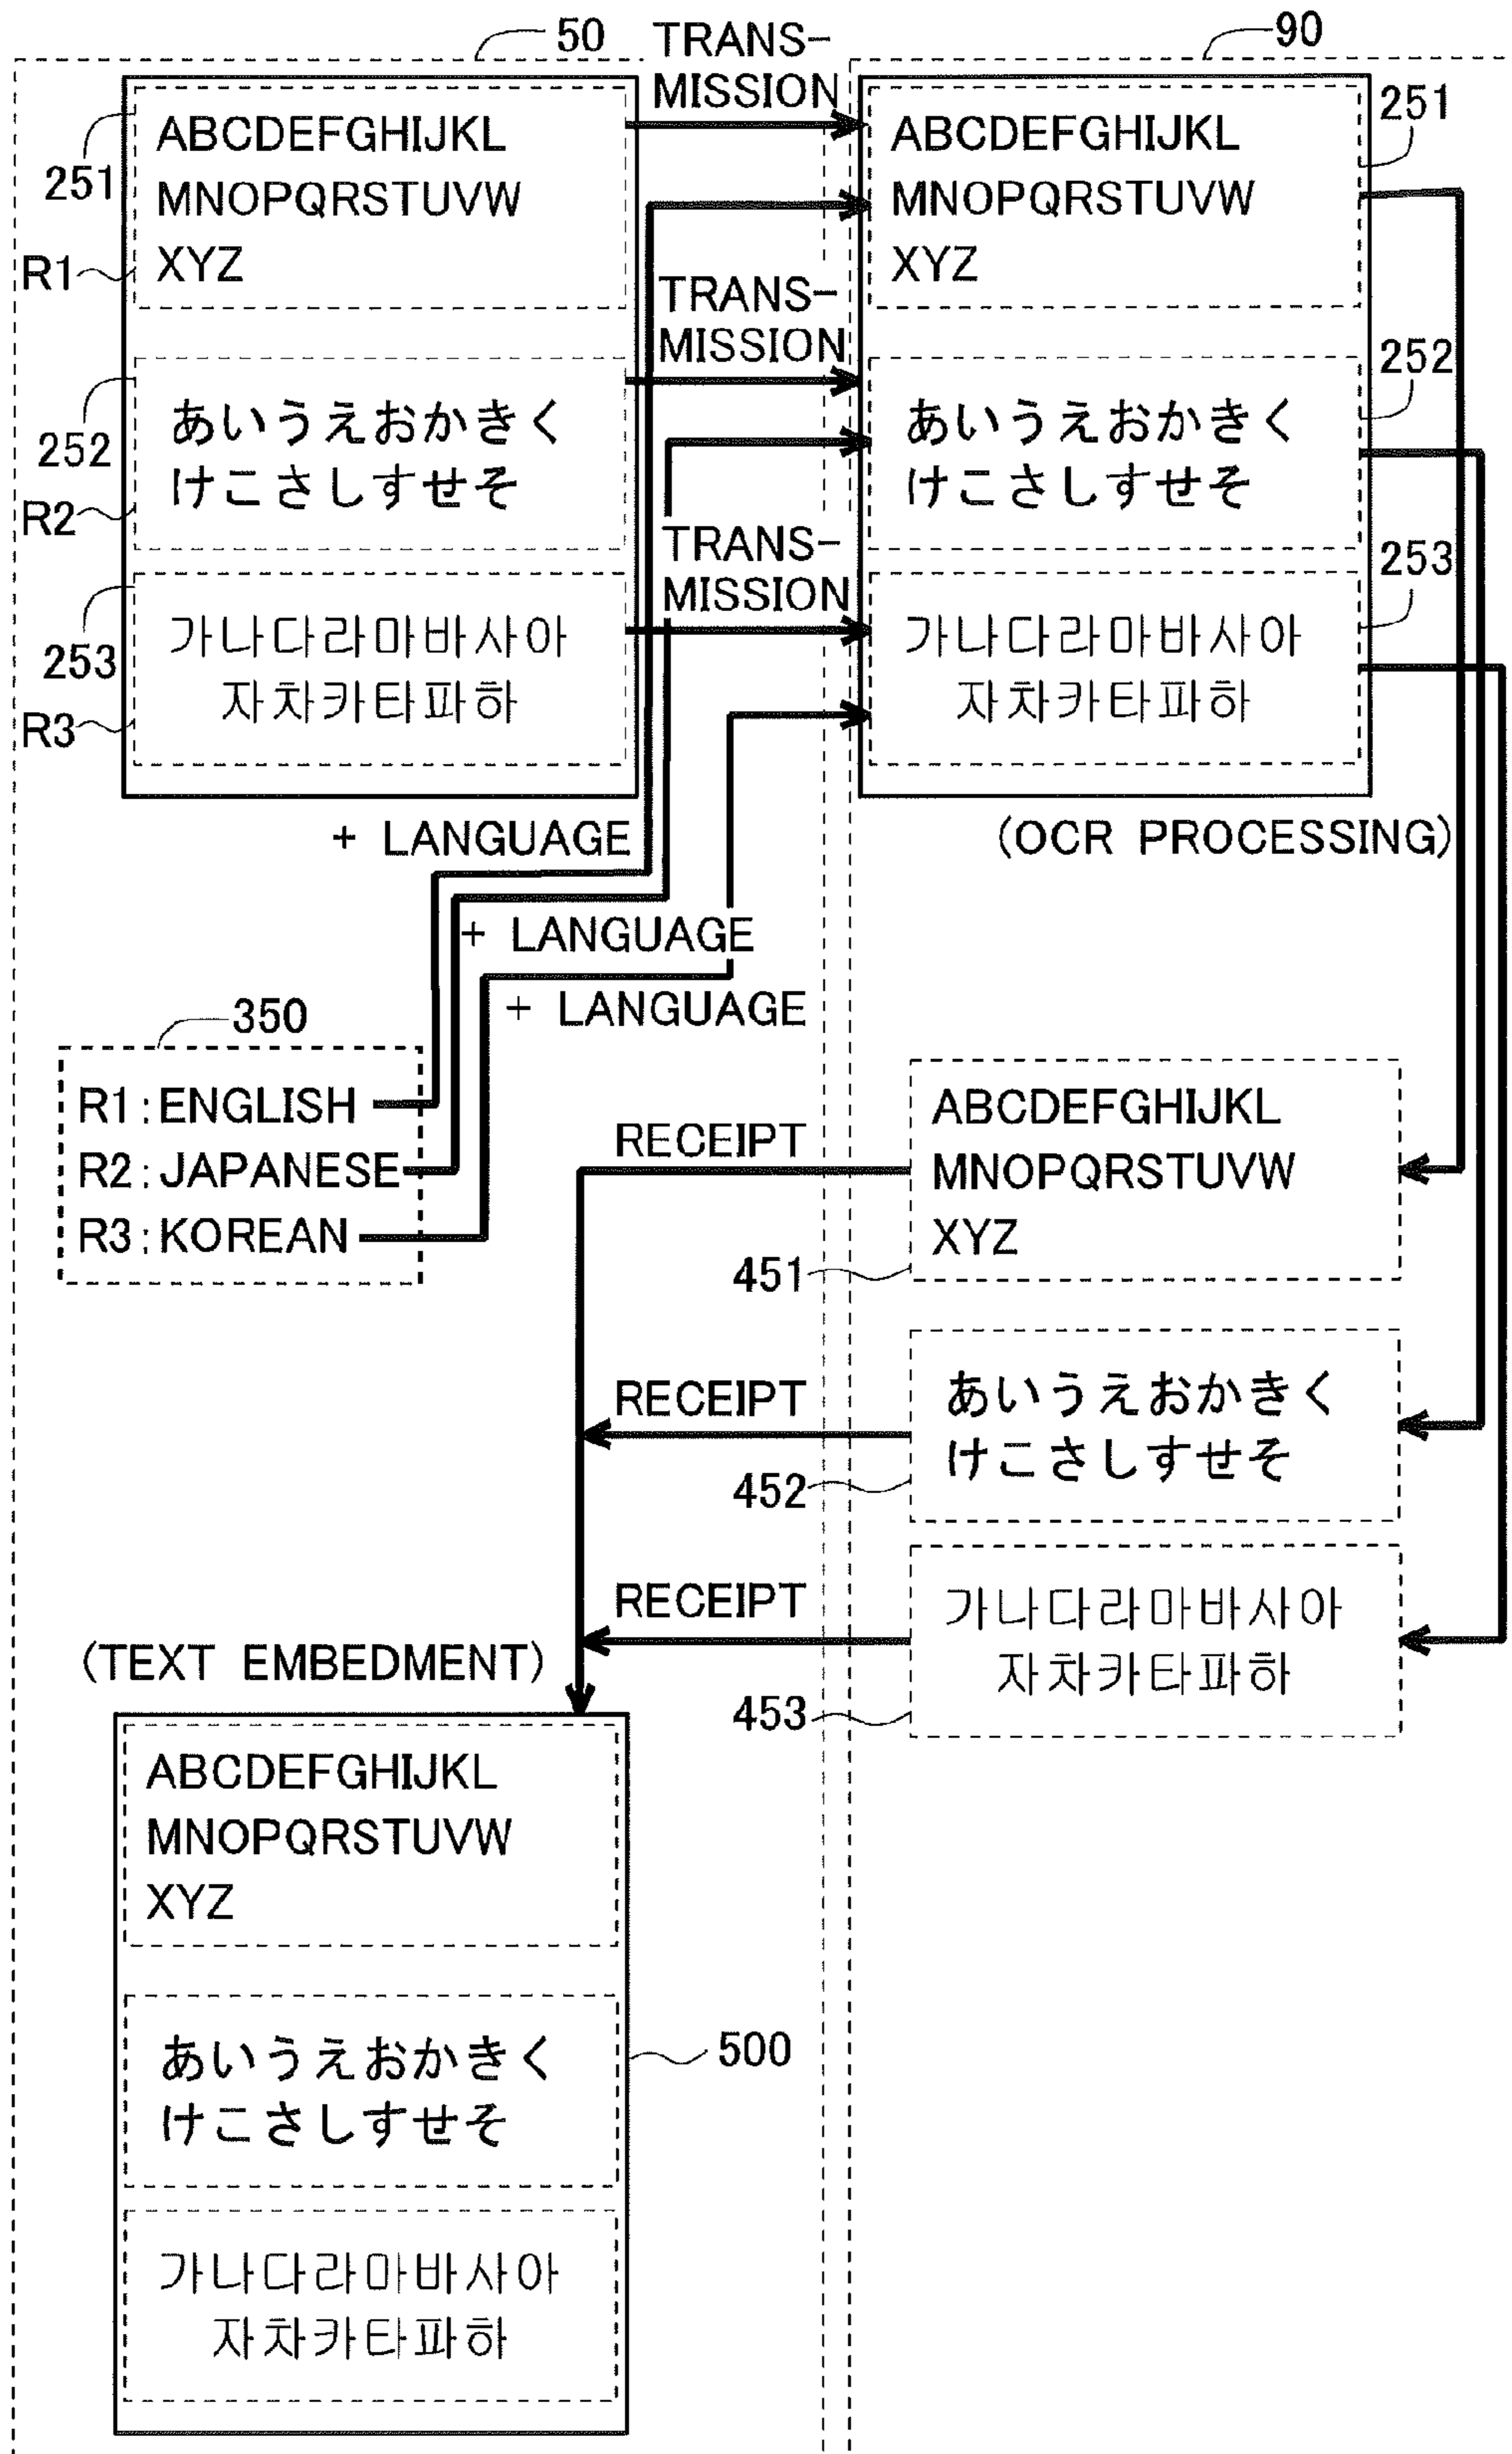 50
TRANS-
MISSION
90
251
ABCDEFGHIJKL
MNOPQRSTUVW
XYZ
R1
ABCDEFGHIJKL
MNOPQRSTUVW
XYZ
251
TRANS-
MISSION
252
あいうえおかきく
けこさしすせそ
R2
あいうえおかきく
けこさしすせそ
252
TRANS-
MISSION
253
가나다라마바사아
자차카타파하
R3
가나다라마바사아
자차카타파하
253
+ LANGUAGE
(OCR PROCESSING)
+ LANGUAGE
+ LANGUAGE
350
R1:ENGLISH
R2:JAPANESE
R3:KOREAN
RECEIPT
ABCDEFGHIJKL
MNOPQRSTUVW
XYZ
451
RECEIPT
あいうえおかきく
けこさしすせそ
452
RECEIPT
가나다라마바사아
자차카타파하
453
(TEXT EMBEDMENT)
ABCDEFGHIJKL
MNOPQRSTUVW
XYZ
あいうえおかきく
けこさしすせそ
500
가나다라마바사아
자차카타파하